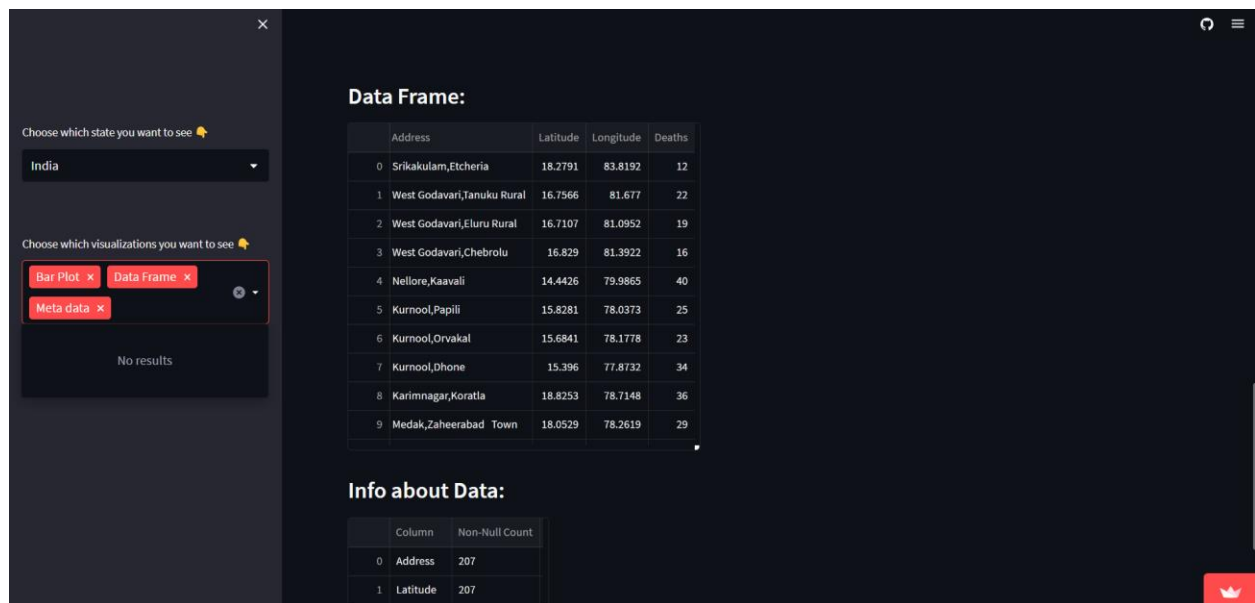 Choose which state you want to see 👇
India
Choose which visualizations you want to see 👇
Bar Plot × Data Frame ×
Meta data ×
No results
Data Frame:
Address Latitude Longitude Deaths
0 Srikakulam,Etcheria 18.2791 83.8192 12
1 West Godavari,Tanuku Rural 16.7566 81.677 22
2 West Godavari,Eluru Rural 16.7107 81.0952 19
3 West Godavari,Chebrolu 16.829 81.3922 16
4 Nellore,Kaavali 14.4426 79.9865 40
5 Kurnool,Papili 15.8281 78.0373 25
6 Kurnool,Orvakal 15.6841 78.1778 23
7 Kurnool,Dhone 15.396 77.8732 34
8 Karimnagar,Koratla 18.8253 78.7148 36
9 Medak,Zaheerabad  Town 18.0529 78.2619 29
Info about Data:
Column Non-Null Count
0 Address 207
1 Latitude 207